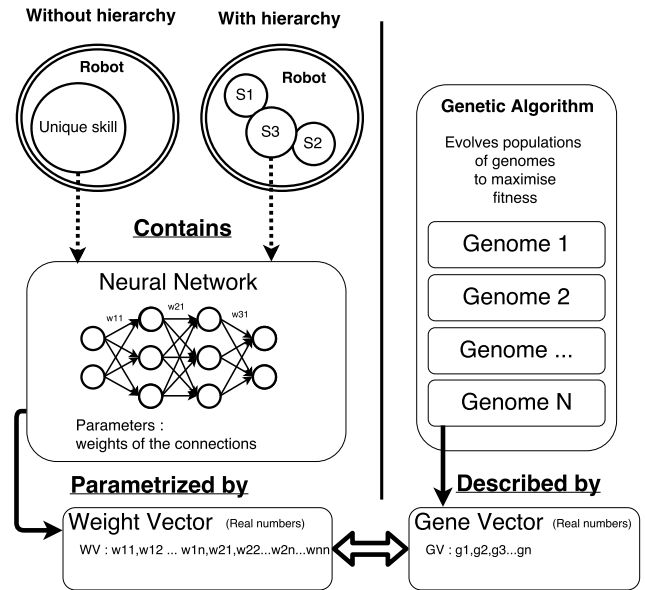 Without hierarchy
With hierarchy
Robot
Unique skill
Robot
S1
S3
S2
Contains
Neural Network
w11
w21
w31
Parameters :
weights of the connections
Parametrized by
Weight Vector (Real numbers)
WV : w11,w12 ... w1n,w21,w22...w2n...wnn
Genetic Algorithm
Evolves populations
of genomes
to maximise
fitness
Genome 1
Genome 2
Genome ...
Genome N
Described by
Gene Vector (Real numbers)
GV : g1,g2,g3...gn